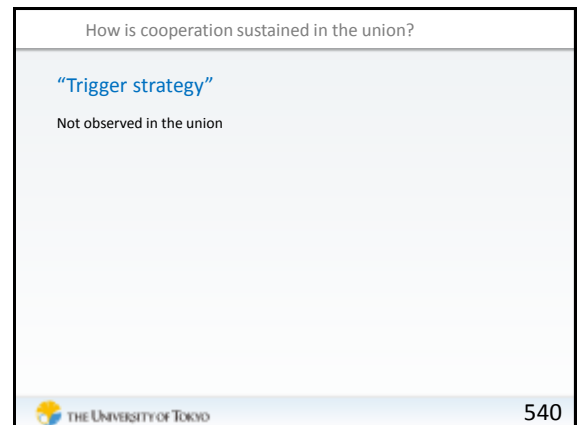 How is cooperation sustained in the union?
“Trigger strategy”
Not observed in the union
THE UNIVERSITY OF TOKYO
540